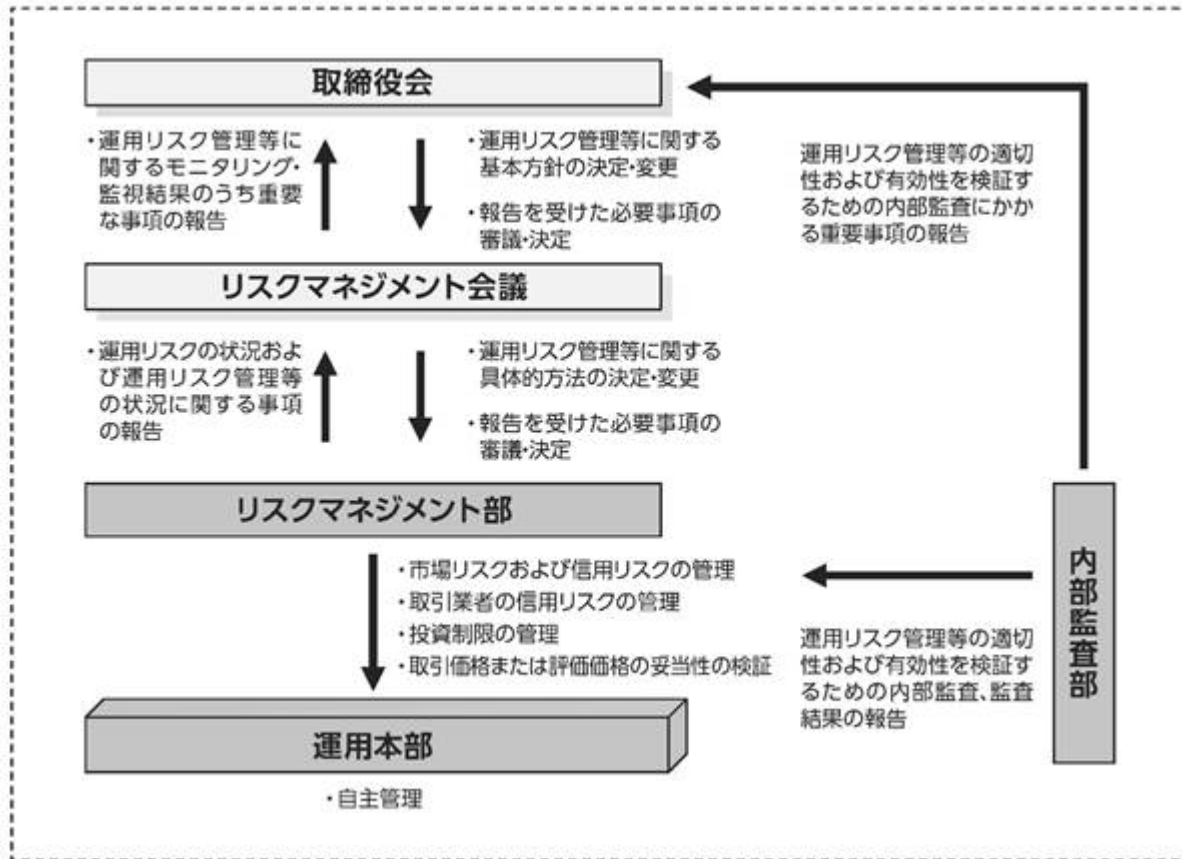 取締役会
・運用リスク管理等に
関するモニタリング・
監視結果のうち重要
な事項の報告
・運用リスク管理等に関する
基本方針の決定・変更
・報告を受けた必要事項の
審議・決定
運用リスク管理等の適切
性および有効性を検証す
るための内部監査にかか
る重要事項の報告
リスクマネジメント会議
・運用リスクの状況およ
び運用リスク管理等
の状況に関する事項
の報告
・運用リスク管理等に関する
具体的方法の決定・変更
・報告を受けた必要事項の
審議・決定
リスクマネジメント部
・市場リスクおよび信用リスクの管理
・取引業者の信用リスクの管理
・投資制限の管理
・取引価格または評価価格の妥当性の検証
内部監査部
運用リスク管理等の適切
性および有効性を検証す
るための内部監査、監査
結果の報告
運用本部
・自主管理